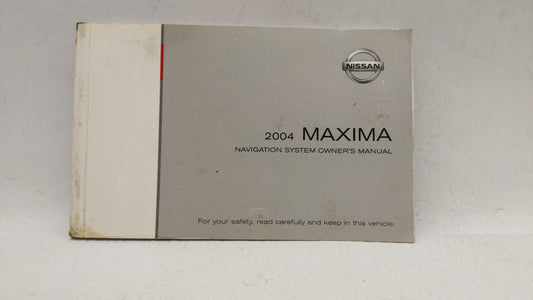 NISSAN
2004 MAXIMA
NAVIGATION SYSTEM OWNER'S MANUAL
For your safety, read carefully and keep in this vehicle.